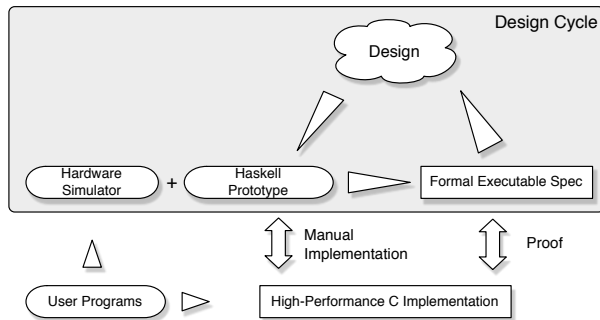 Design Cycle
Design
Hardware
Simulator
+
Haskell
Prototype
Formal Executable Spec
Manual
Implementation
Proof
User Programs
High-Performance C Implementation